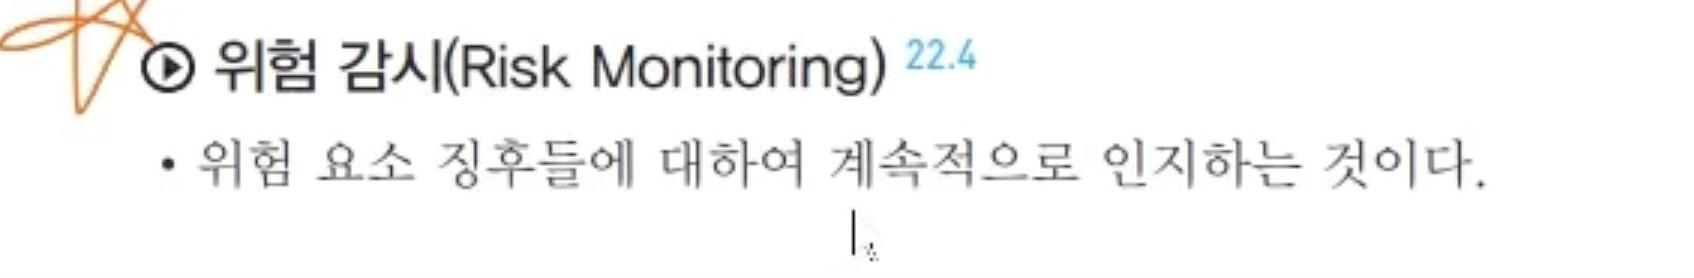 위험 감시(Risk Monitoring) 22.4
• 위험 요소 징후들에 대하여 계속적으로 인지하는 것이다.